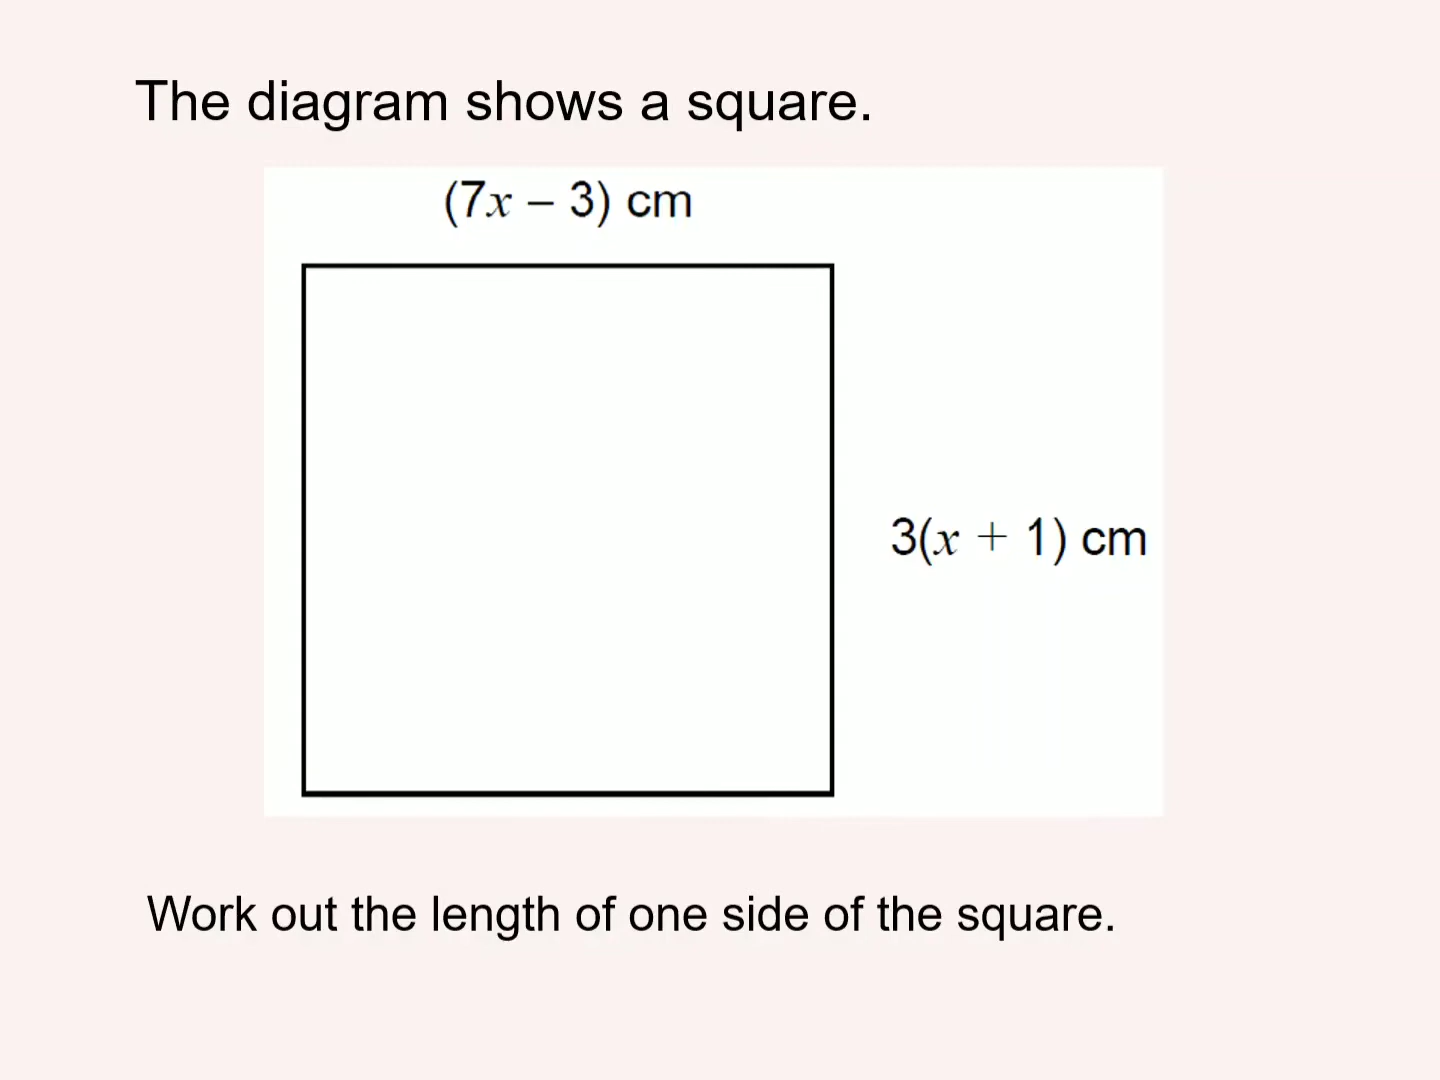 The diagram shows a square.
(7x – 3) cm
3(x + 1) cm
Work out the length of one side of the square.